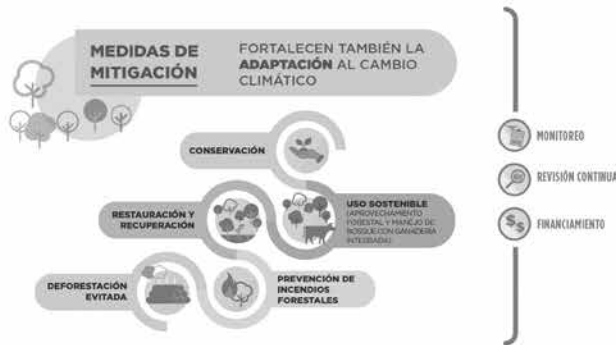 MEDIDAS DE
MITIGACIÓN
FORTALECEN TAMBIÉN LA
ADAPTACIÓN AL CAMBIO
CLIMÁTICO
CONSERVACIÓN
RESTAURACIÓN Y
RECUPERACIÓN
USO SOSTENIBLE
(APROVECHAMIENTO
FORESTAL Y MANEJO DE
BOSQUE CON GANADERÍA
INTEGRADA)
DEFORESTACIÓN
EVITADA
PREVENCIÓN DE
INCENDIOS
FORESTALES
MONITOREO
REVISIÓN CONTINUA
$ $
FINANCIAMIENTO